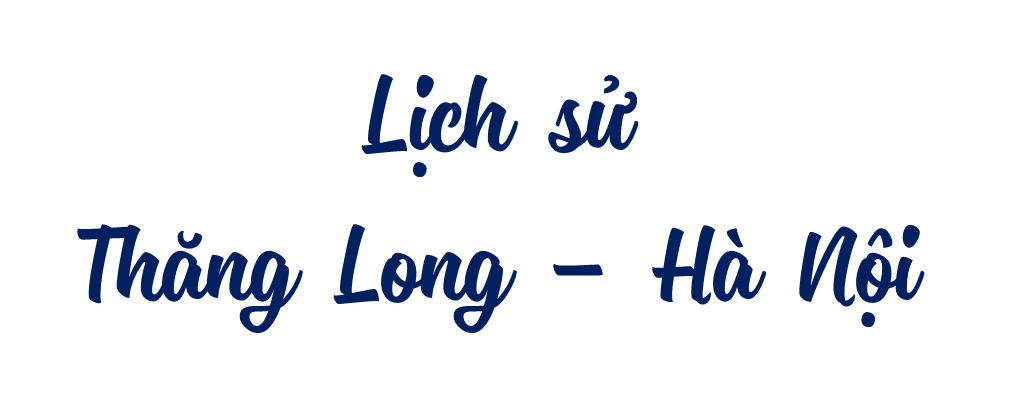 Lịch sử
Thăng Long – Hà Nội